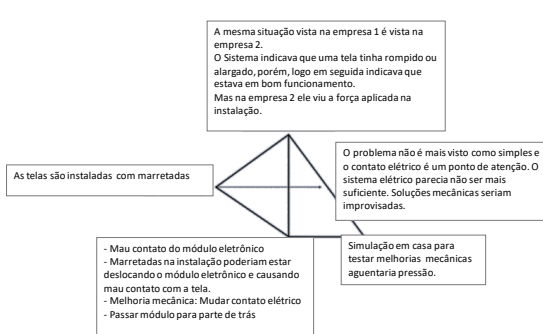 A mesma situação vista na empresa 1 é vista na
empresa 2.
O Sistema indicava que uma tela tinha rompido ou
alargado, porém, logo em seguida indicava que
estava em bom funcionamento.
Mas na empresa 2 ele viu a força aplicada na
instalação.
As telas são instaladas com marretadas
O problema não é mais visto como simples e
o contato elétrico é um ponto de atenção. O
sistema elétrico parecia não ser mais
suficiente. Soluções mecânicas seriam
improvisadas.
- Mau contato do módulo eletrônico
- Marretadas na instalação poderiam estar
deslocando o módulo eletrônico e causando
mau contato com a tela.
- Melhoria mecânica: Mudar contato elétrico
- Passar módulo para parte de trás
Simulação em casa para
testar melhorias mecânicas
aguentaria pressão.